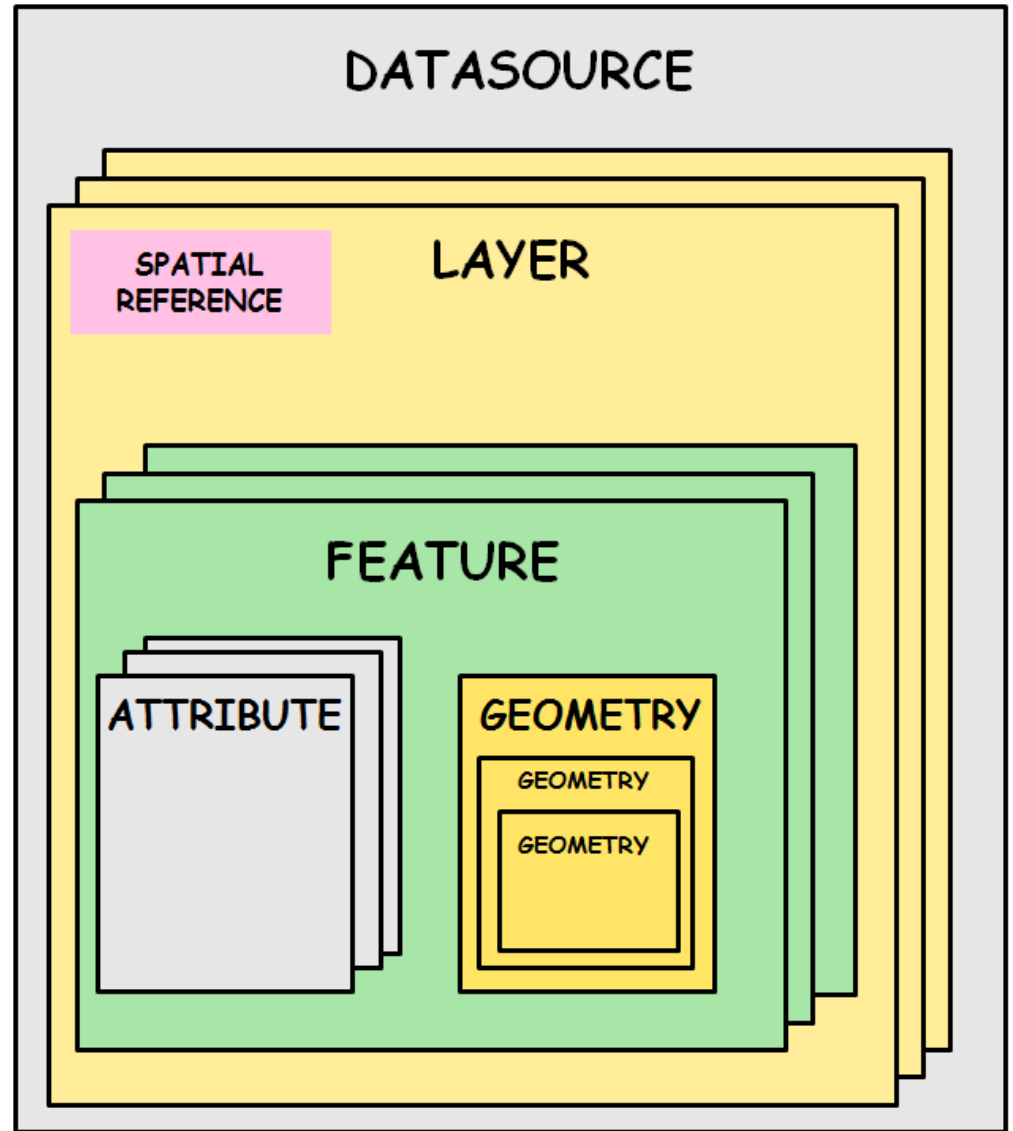 DATASOURCE
LAYER
SPATIAL
REFERENCE
FEATURE
ATTRIBUTE
GEOMETRY
GEOMETRY
GEOMETRY